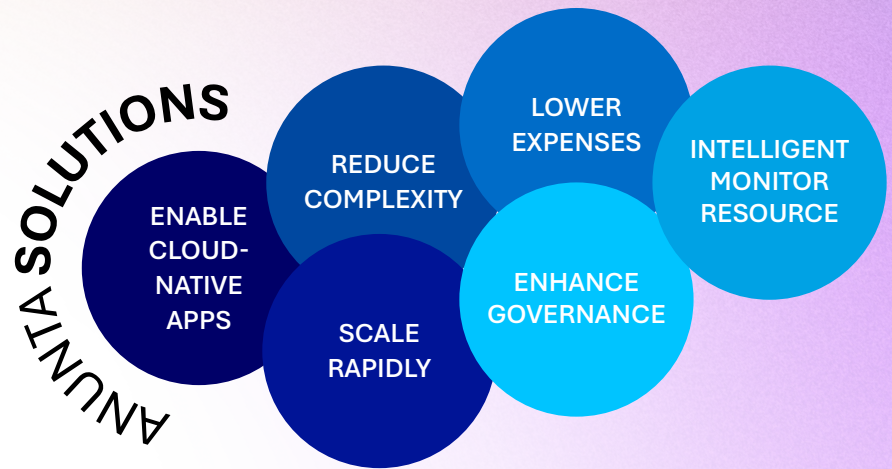 ANUNTA SOLUTIONS
ENABLE
CLOUD-
NATIVE
APPS
REDUCE
COMPLEXITY
SCALE
RAPIDLY
LOWER
EXPENSES
ENHANCE
GOVERNANCE
INTELLIGENT
MONITOR
RESOURCE